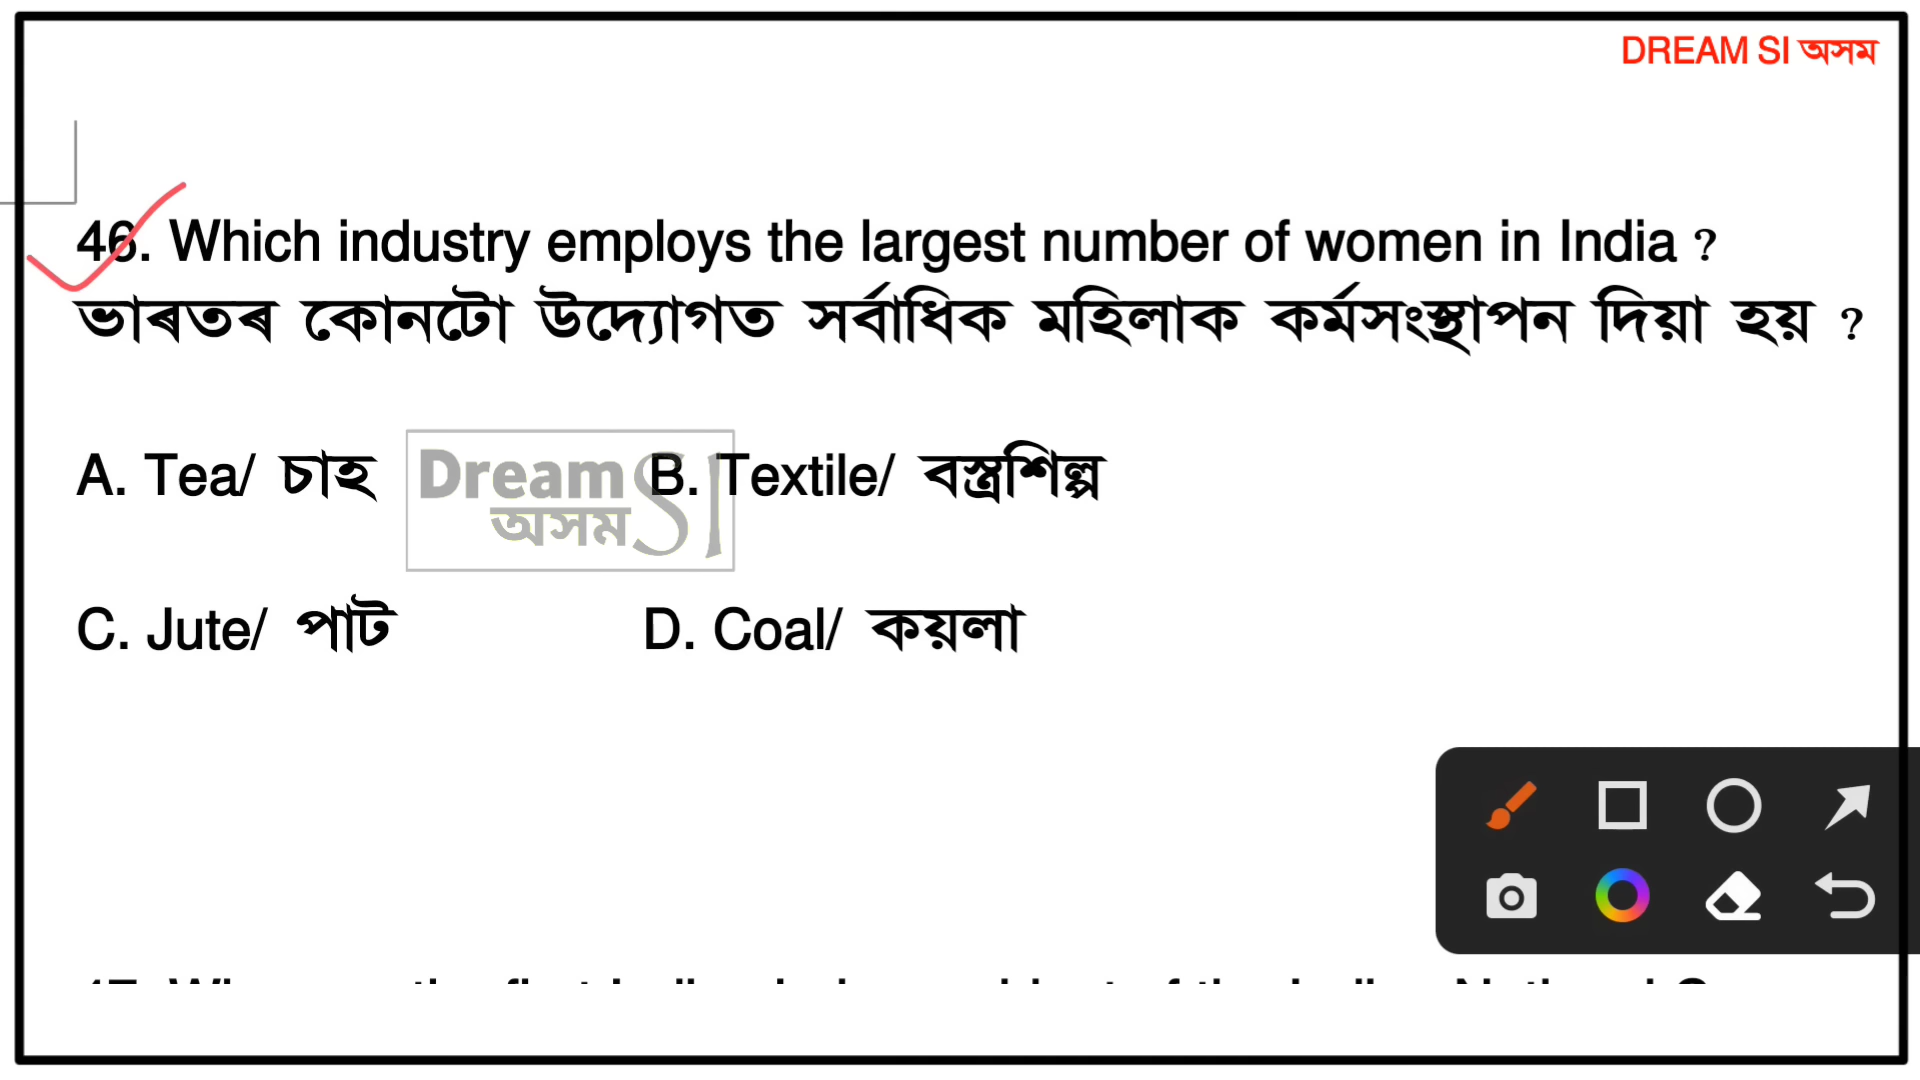 DREAM SI অসম
46. Which industry employs the largest number of women in India ?
ভাৰতৰ কোনটো উদ্যোগত সৰ্বাধিক মহিলাক কৰ্মসংস্থাপন দিয়া হয় ?
A. Tea/ চাহ B. Textile/ বস্ত্ৰশিল্প
Dream SI
অসম
C. Jute/ পাট D. Coal/ কয়লা